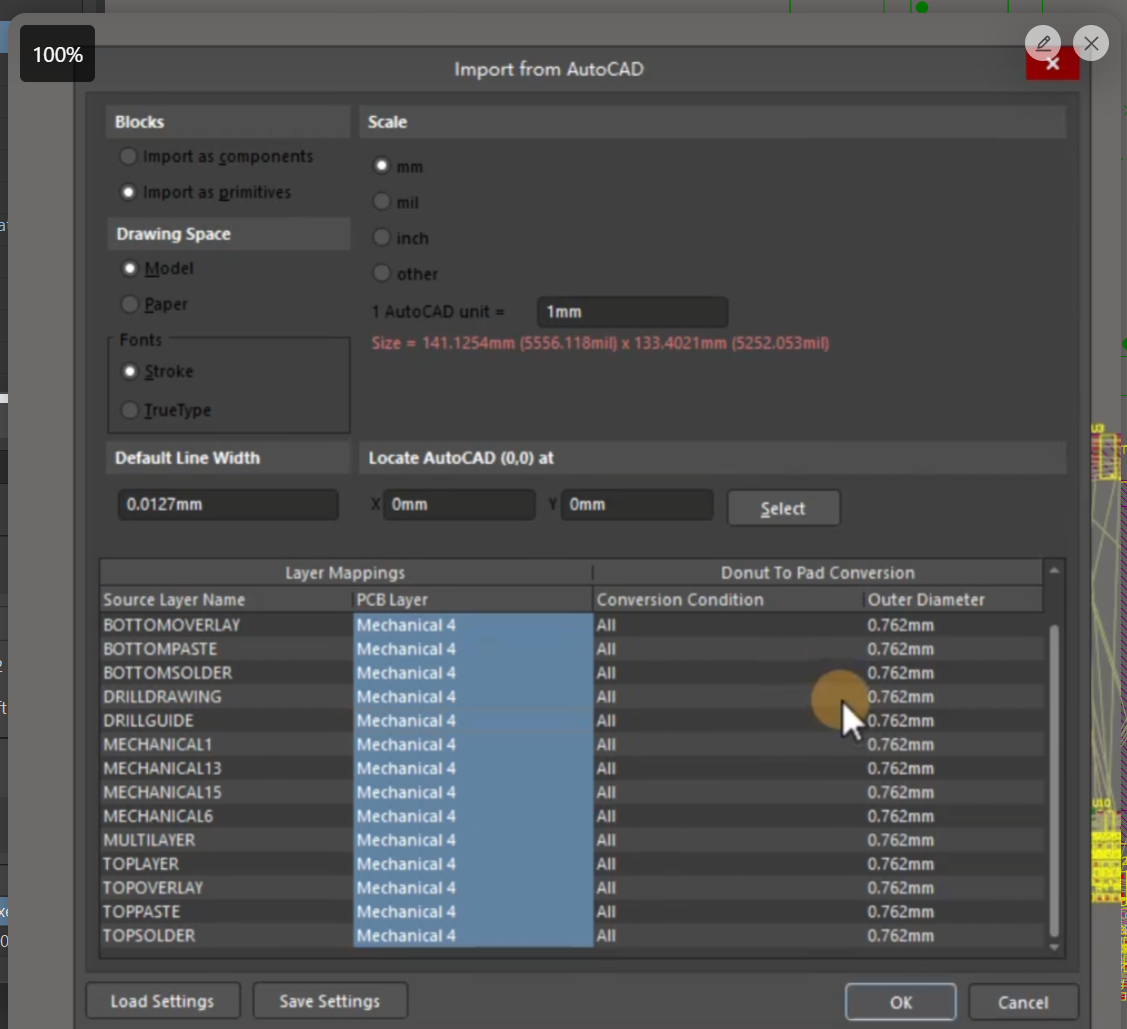 100%
Import from AutoCAD
Blocks
Scale
Import as components
mm
Import as primitives
mil
Drawing Space
inch
Model
other
Paper
1 AutoCAD unit =
1mm
Fonts
Size = 141.1254mm (5556.118mil) x 133.4021mm (5252.053mil)
Stroke
TrueType
Default Line Width
Locate AutoCAD (0,0) at
0.0127mm
X 0mm
Y 0mm
Select
Layer Mappings
Donut To Pad Conversion
Source Layer Name PCB Layer Conversion Condition Outer Diameter
BOTTOMOVERLAY Mechanical 4 All 0.762mm
BOTTOMPASTE Mechanical 4 All 0.762mm
BOTTOMSOLDER Mechanical 4 All 0.762mm
DRILLDRAWING Mechanical 4 All 0.762mm
DRILLGUIDE Mechanical 4 All 0.762mm
MECHANICAL1 Mechanical 4 All 0.762mm
MECHANICAL13 Mechanical 4 All 0.762mm
MECHANICAL15 Mechanical 4 All 0.762mm
MECHANICAL6 Mechanical 4 All 0.762mm
MULTILAYER Mechanical 4 All 0.762mm
TOPLAYER Mechanical 4 All 0.762mm
TOPOVERLAY Mechanical 4 All 0.762mm
TOPPASTE Mechanical 4 All 0.762mm
TOPSOLDER Mechanical 4 All 0.762mm
Load Settings
Save Settings
OK
Cancel
U3
U10